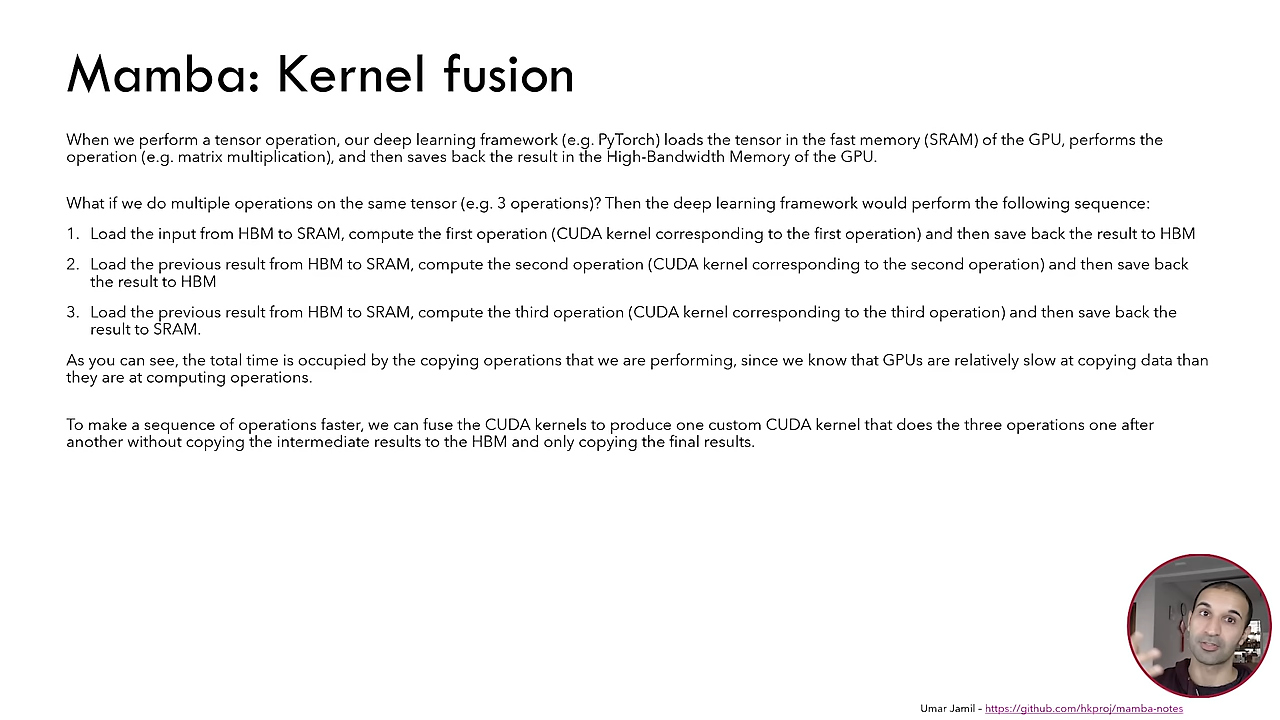 Mamba: Kernel fusion
When we perform a tensor operation, our deep learning framework (e.g. PyTorch) loads the tensor in the fast memory (SRAM) of the GPU, performs the
operation (e.g. matrix multiplication), and then saves back the result in the High-Bandwidth Memory of the GPU.
What if we do multiple operations on the same tensor (e.g. 3 operations)? Then the deep learning framework would perform the following sequence:
1. Load the input from HBM to SRAM, compute the first operation (CUDA kernel corresponding to the first operation) and then save back the result to HBM
2. Load the previous result from HBM to SRAM, compute the second operation (CUDA kernel corresponding to the second operation) and then save back
the result to HBM
3. Load the previous result from HBM to SRAM, compute the third operation (CUDA kernel corresponding to the third operation) and then save back the
result to SRAM.
As you can see, the total time is occupied by the copying operations that we are performing, since we know that GPUs are relatively slow at copying data than
they are at computing operations.
To make a sequence of operations faster, we can fuse the CUDA kernels to produce one custom CUDA kernel that does the three operations one after
another without copying the intermediate results to the HBM and only copying the final results.
Umar Jamil – https://github.com/hkproj/mamba-notes